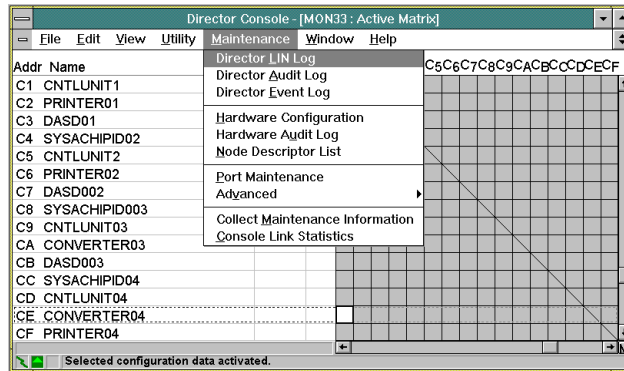 Director Console - [MON33 : Active Matrix]
File Edit View Utility Maintenance Window Help
Addr Name
C5C6C7C8C9CACBCCCDCECF
C1 CNTLUNIT1
C2 PRINTER01
C3 DASD01
C4 SYSACHIPID02
C5 CNTLUNIT2
C6 PRINTER02
C7 DASD002
C8 SYSACHIPID003
C9 CNTLUNIT03
CA CONVERTER03
CB DASD003
CC SYSACHIPID04
CD CNTLUNIT04
CE CONVERTER04
CF PRINTER04
Director LIN Log
Director Audit Log
Director Event Log
Hardware Configuration
Hardware Audit Log
Node Descriptor List
Port Maintenance
Advanced
Collect Maintenance Information
Console Link Statistics
Selected configuration data activated.